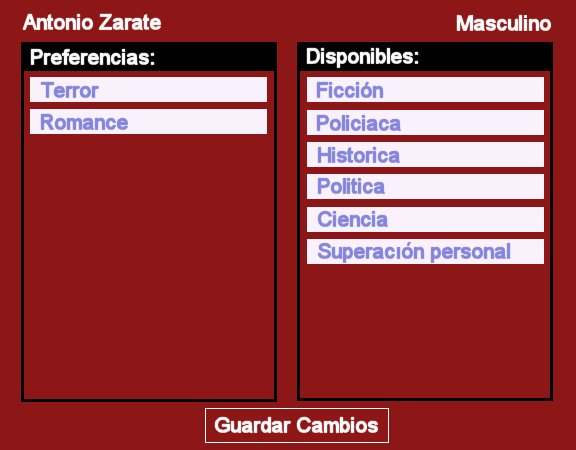 Antonio Zarate
Masculino
Preferencias:
Terror
Romance
Disponibles:
Ficción
Policiaca
Historica
Politica
Ciencia
Superación personal
Guardar Cambios